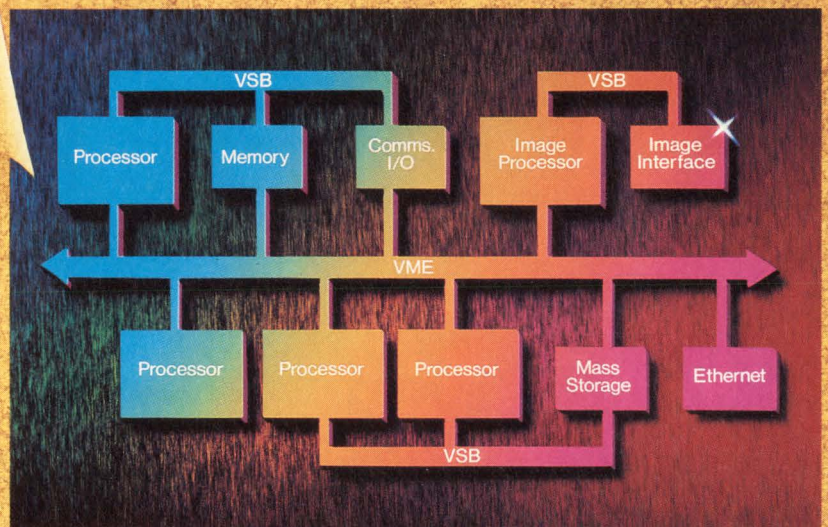 VSB
VSB
Processor
Memory
Comms.
I/O
Image
Processor
Image
Interface
VME
Processor
Processor
Processor
Mass
Storage
Ethernet
VSB